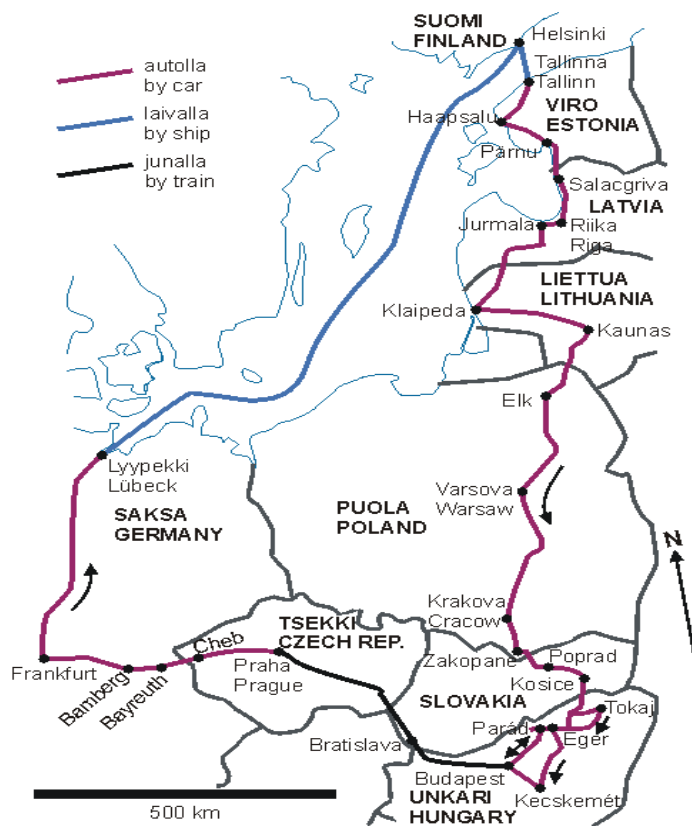 SUOMI
FINLAND
Helsinki
autolla
by car
laivalla
by ship
junalla
by train
Tallinna
Tallinn
VIRO
ESTONIA
Haapsalu
Pärnu
Salacgriva
LATVIA
Jurmala
Riika
Riga
LIETTUA
LITHUANIA
Klaipeda
Kaunas
Elk
Lyypekki
Lübeck
Varsova
Warsaw
SAKSA
GERMANY
PUOLA
POLAND
N
Krakova
Cracow
TSEKKI
CZECH REP.
Cheb
Praha
Prague
Zakopane
Poprad
Frankfurt
Bamberg
Bayreuth
Kosice
SLOVAKIA
Tokaj
Parád
Eger
Bratislava
Budapest
UNKARI
HUNGARY
Kecskemét
500 km